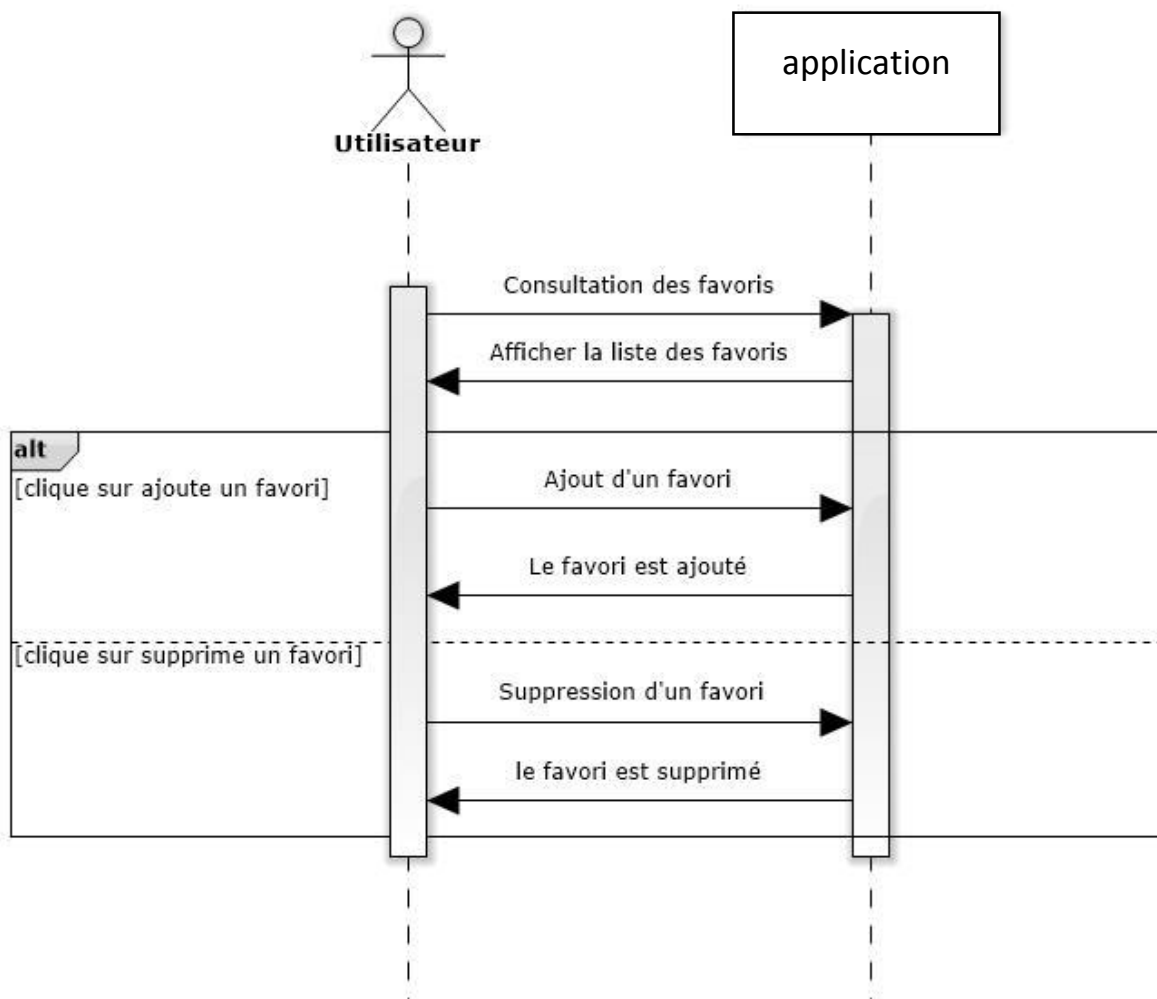 application
Utilisateur
Consultation des favoris
Afficher la liste des favoris
alt
[clique sur ajoute un favori]
Ajout d'un favori
Le favori est ajouté
[clique sur supprime un favori]
Suppression d'un favori
le favori est supprimé